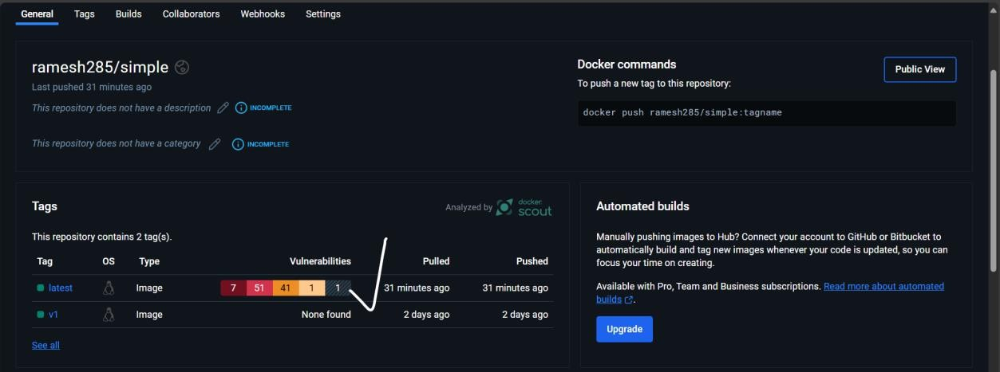 General Tags Builds Collaborators Webhooks Settings
ramesh285/simple
Last pushed 31 minutes ago
This repository does not have a description INCOMPLETE
This repository does not have a category INCOMPLETE
Docker commands
Public View
To push a new tag to this repository:
docker push ramesh285/simple:tagname
Tags
Analyzed by docker scout
This repository contains 2 tag(s).
Tag OS Type Vulnerabilities Pulled Pushed
latest Image 7 51 41 1 1 31 minutes ago 31 minutes ago
v1 Image None found 2 days ago 2 days ago
See all
Automated builds
Manually pushing images to Hub? Connect your account to GitHub or Bitbucket to
automatically build and tag new images whenever your code is updated, so you can
focus your time on creating.
Available with Pro, Team and Business subscriptions. Read more about automated
builds.
Upgrade